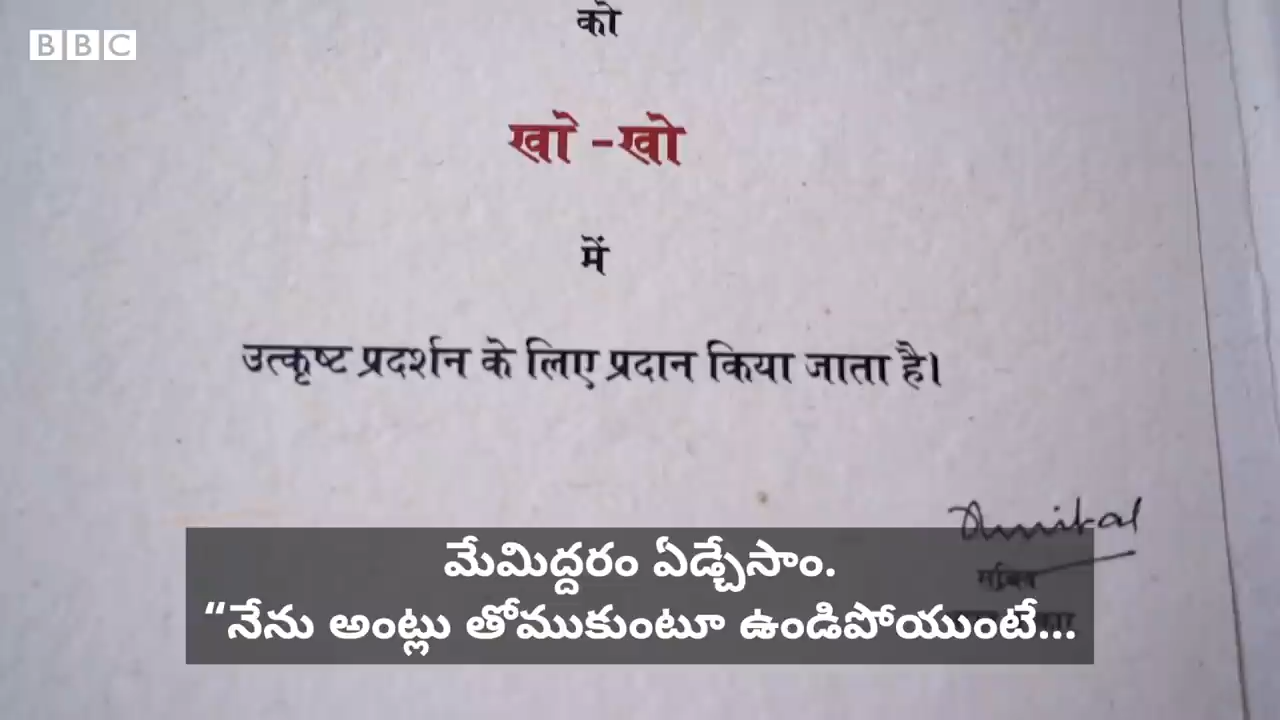 BBC
को
खो -खो
में
उत्कृष्ट प्रदर्शन के लिए प्रदान किया जाता है।
మేమిద్దరం ఏడ్చేసాం.
“నేను అంట్లు తోముకుంటూ ఉండిపోయుంటే...